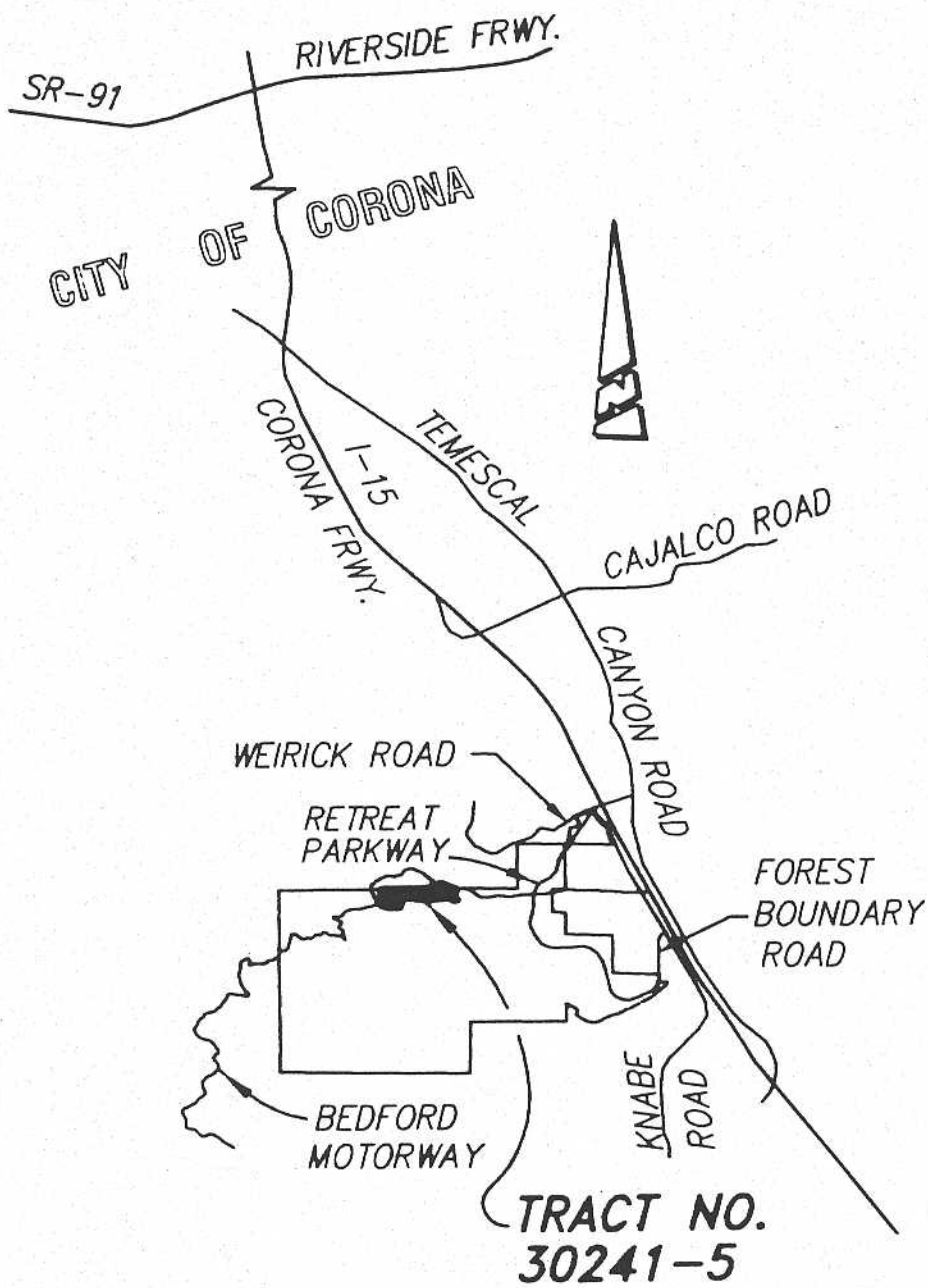 RIVERSIDE FRWY.
SR-91
CITY OF CORONA
N
TEMESCAL
I-15
CORONA FRWY.
CAJALCO ROAD
CANYON ROAD
WEIRICK ROAD
RETREAT
PARKWAY
FOREST
BOUNDARY
ROAD
KNABE
ROAD
BEDFORD
MOTORWAY
TRACT NO.
30241-5